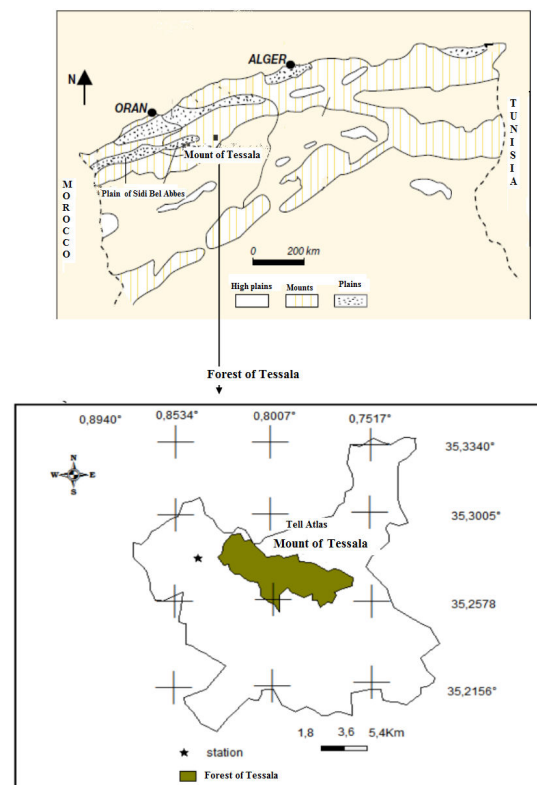 ALGER
N
ORAN
TUNISIA
Mount of Tessala
MOROCCO
Plain of Sidi Bel Abbes
0 200 km
High plains Mounts Plains
Forest of Tessala
0,8940° 0,8534° 0,8007° 0,7517°
35,3340°
N
W E
S
35,3005°
Tell Atlas
Mount of Tessala
35,2578
35,2156°
1,8 3,6 5,4Km
station
Forest of Tessala